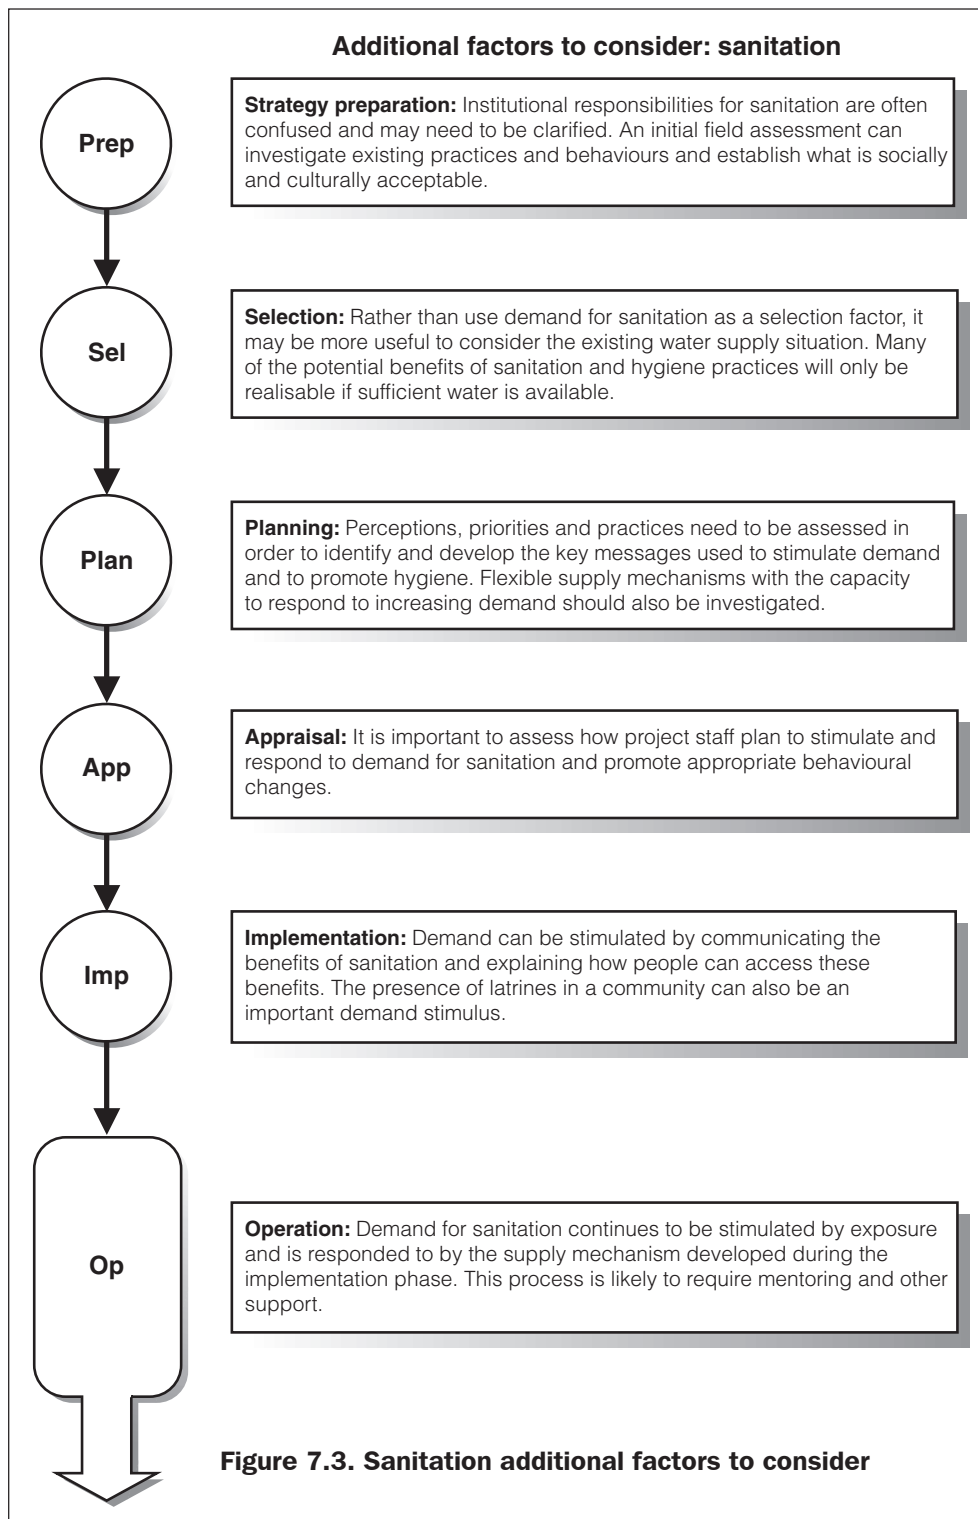 Additional factors to consider: sanitation
Prep
Strategy preparation: Institutional responsibilities for sanitation are often
confused and may need to be clarified. An initial field assessment can
investigate existing practices and behaviours and establish what is socially
and culturally acceptable.
Sel
Selection: Rather than use demand for sanitation as a selection factor, it
may be more useful to consider the existing water supply situation. Many
of the potential benefits of sanitation and hygiene practices will only be
realisable if sufficient water is available.
Plan
Planning: Perceptions, priorities and practices need to be assessed in
order to identify and develop the key messages used to stimulate demand
and to promote hygiene. Flexible supply mechanisms with the capacity
to respond to increasing demand should also be investigated.
App
Appraisal: It is important to assess how project staff plan to stimulate and
respond to demand for sanitation and promote appropriate behavioural
changes.
Imp
Implementation: Demand can be stimulated by communicating the
benefits of sanitation and explaining how people can access these
benefits. The presence of latrines in a community can also be an
important demand stimulus.
Op
Operation: Demand for sanitation continues to be stimulated by exposure
and is responded to by the supply mechanism developed during the
implementation phase. This process is likely to require mentoring and other
support.
Figure 7.3. Sanitation additional factors to consider